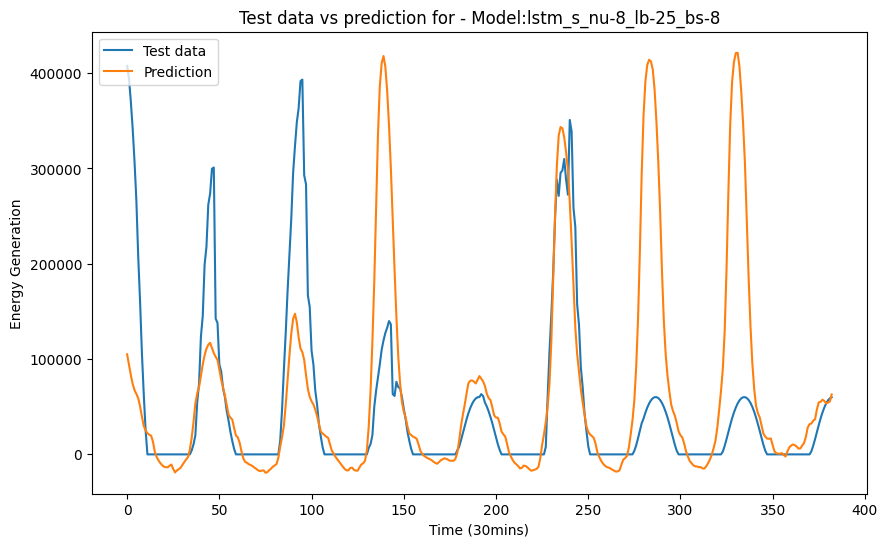 Test data vs prediction for - Model:lstm_s_nu-8_lb-25_bs-8
Test data
Prediction
Energy Generation
400000
300000
200000
100000
0
0 50 100 150 200 250 300 350 400
Time (30mins)